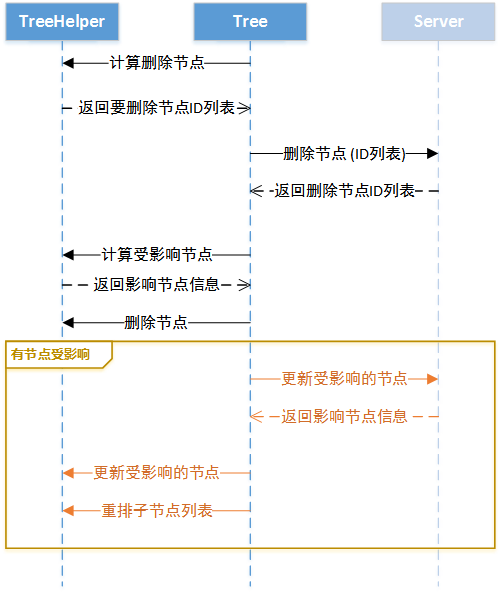 TreeHelper
Tree
Server
计算删除节点
返回要删除节点ID列表
删除节点 (ID列表)
返回删除节点ID列表
计算受影响节点
返回影响节点信息
删除节点
有节点受影响
更新受影响的节点
返回影响节点信息
更新受影响的节点
重排子节点列表